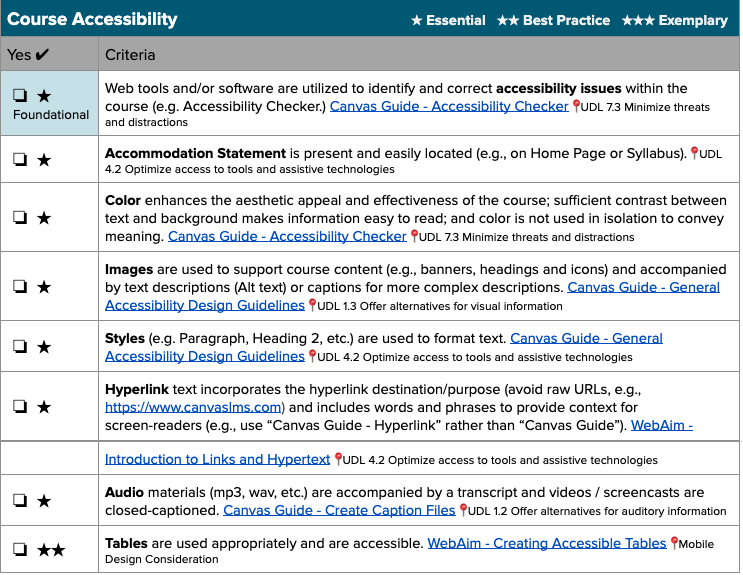 Course Accessibility ★ Essential ★★ Best Practice ★★★ Exemplary
Yes ✔ Criteria
❏ ★ Foundational
Web tools and/or software are utilized to identify and correct accessibility issues within the
course (e.g. Accessibility Checker.) Canvas Guide - Accessibility Checker 📍UDL 7.3 Minimize threats
and distractions
❏ ★
Accommodation Statement is present and easily located (e.g., on Home Page or Syllabus). 📍UDL
4.2 Optimize access to tools and assistive technologies
❏ ★
Color enhances the aesthetic appeal and effectiveness of the course; sufficient contrast between
text and background makes information easy to read; and color is not used in isolation to convey
meaning. Canvas Guide - Accessibility Checker 📍UDL 7.3 Minimize threats and distractions
❏ ★
Images are used to support course content (e.g., banners, headings and icons) and accompanied
by text descriptions (Alt text) or captions for more complex descriptions. Canvas Guide - General
Accessibility Design Guidelines 📍UDL 1.3 Offer alternatives for visual information
❏ ★
Styles (e.g. Paragraph, Heading 2, etc.) are used to format text. Canvas Guide - General
Accessibility Design Guidelines 📍UDL 4.2 Optimize access to tools and assistive technologies
❏ ★
Hyperlink text incorporates the hyperlink destination/purpose (avoid raw URLs, e.g.,
https://www.canvaslms.com) and includes words and phrases to provide context for
screen-readers (e.g., use “Canvas Guide - Hyperlink” rather than “Canvas Guide”). WebAim -
Introduction to Links and Hypertext 📍UDL 4.2 Optimize access to tools and assistive technologies
❏ ★
Audio materials (mp3, wav, etc.) are accompanied by a transcript and videos / screencasts are
closed-captioned. Canvas Guide - Create Caption Files 📍UDL 1.2 Offer alternatives for auditory information
❏ ★★
Tables are used appropriately and are accessible. WebAim - Creating Accessible Tables 📍Mobile
Design Consideration